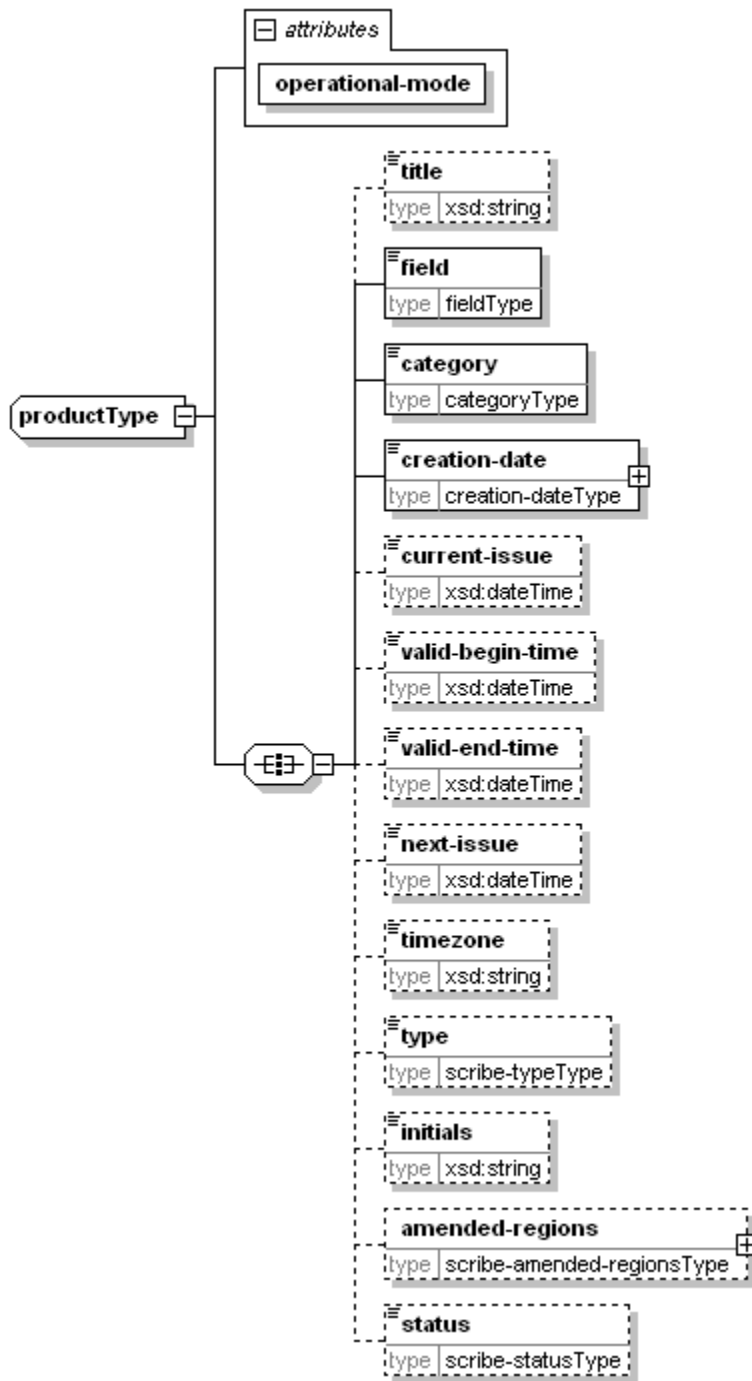 attributes
operational-mode
title
type xsd:string
field
type fieldType
category
type categoryType
productType
creation-date
type creation-dateType
current-issue
type xsd:dateTime
valid-begin-time
type xsd:dateTime
valid-end-time
type xsd:dateTime
next-issue
type xsd:dateTime
timezone
type xsd:string
type
type scribe-typeType
initials
type xsd:string
amended-regions
type scribe-amended-regionsType
status
type scribe-statusType